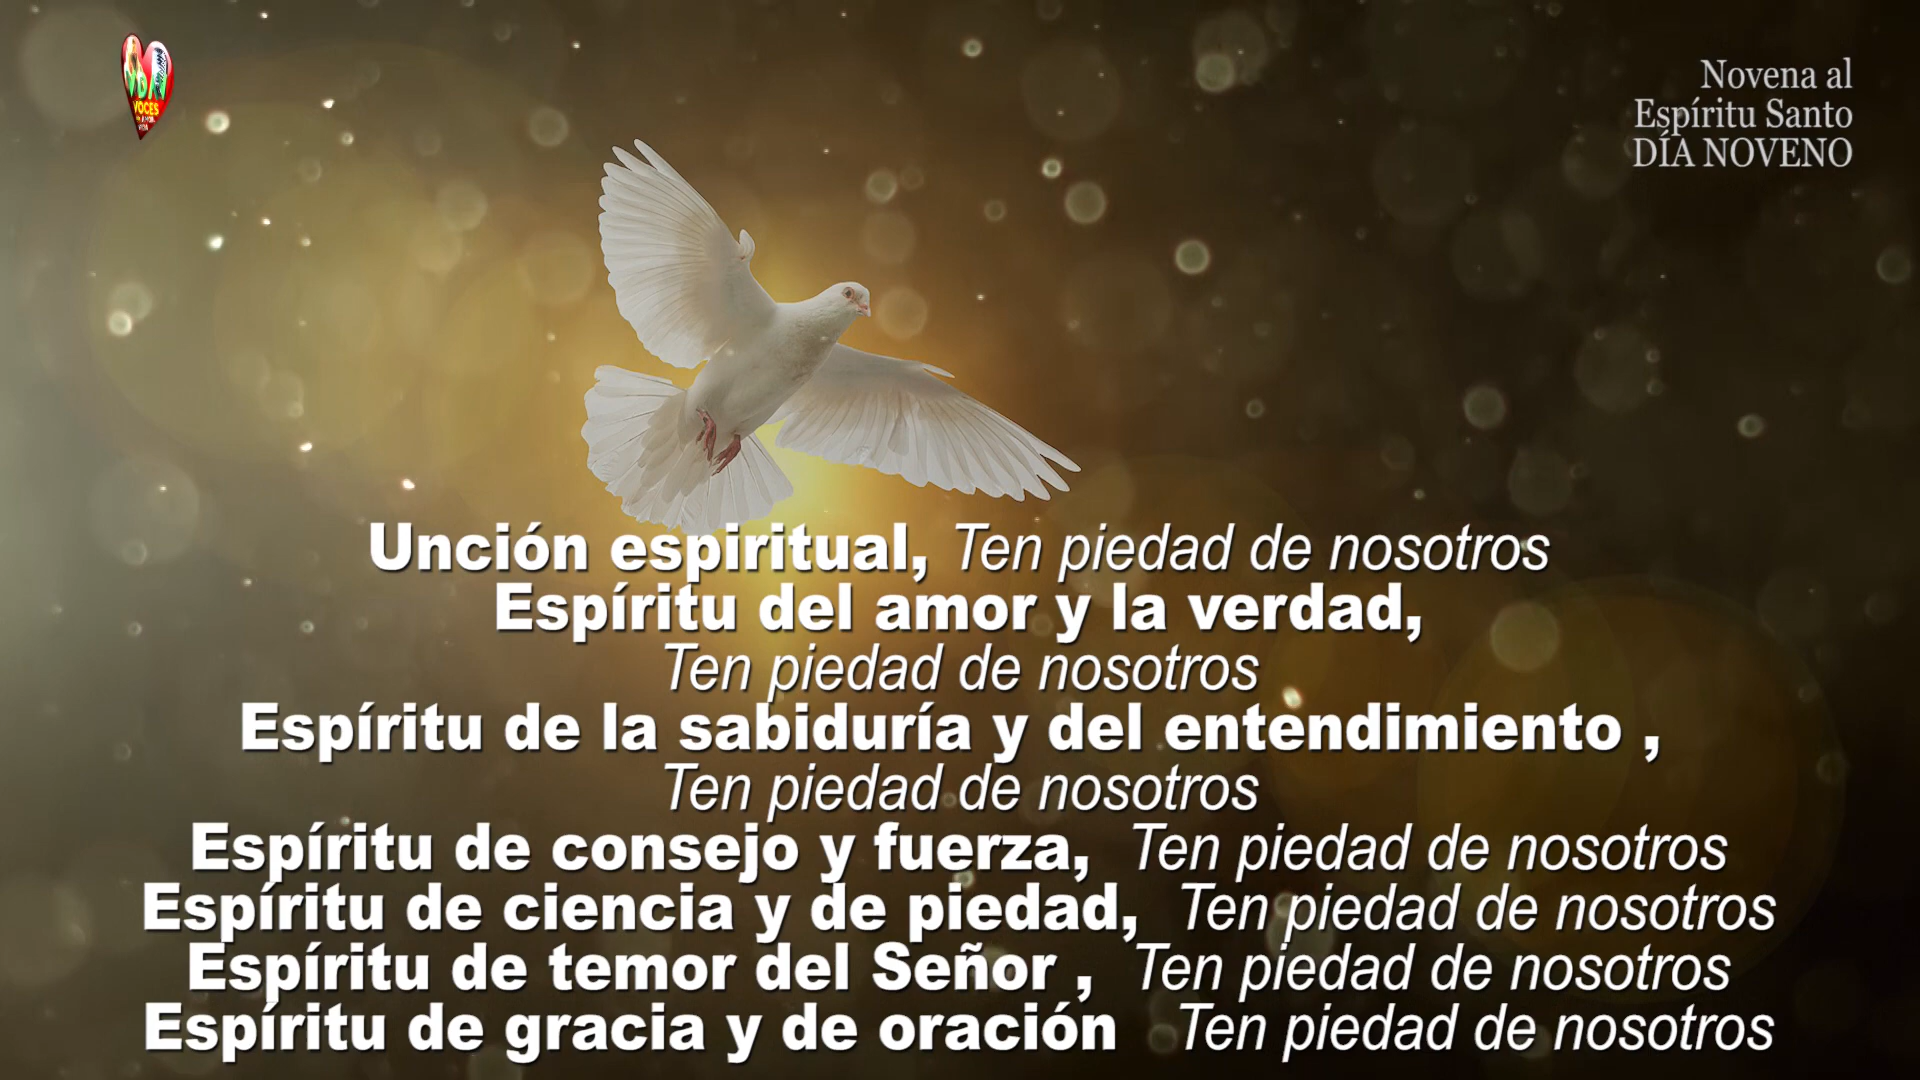 VOCES
Novena al
Espíritu Santo
DÍA NOVENO
Unción espiritual, Ten piedad de nosotros
Espíritu del amor y la verdad,
Ten piedad de nosotros
Espíritu de la sabiduría y del entendimiento ,
Ten piedad de nosotros
Espíritu de consejo y fuerza, Ten piedad de nosotros
Espíritu de ciencia y de piedad, Ten piedad de nosotros
Espíritu de temor del Señor , Ten piedad de nosotros
Espíritu de gracia y de oración Ten piedad de nosotros